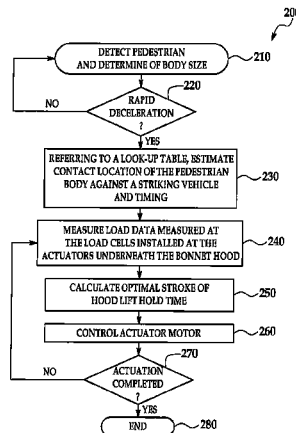 200
DETECT PEDESTRIAN
AND DETERMINE OF BODY SIZE
210
220
RAPID
DECELERATION
?
NO
YES
REFERRING TO A LOOK-UP TABLE, ESTIMATE
CONTACT LOCATION OF THE PEDESTRIAN
BODY AGAINST A STRIKING VEHICLE
AND TIMING
230
MEASURE LOAD DATA MEASURED AT
THE LOAD CELLS INSTALLED AT THE
ACTUATORS UNDERNEATH THE BONNET HOOD
240
CALCULATE OPTIMAL STROKE OF
HOOD LIFT HOLD TIME
250
CONTROL ACTUATOR MOTOR
260
270
ACTUATION
COMPLETED
?
NO
YES
END
280